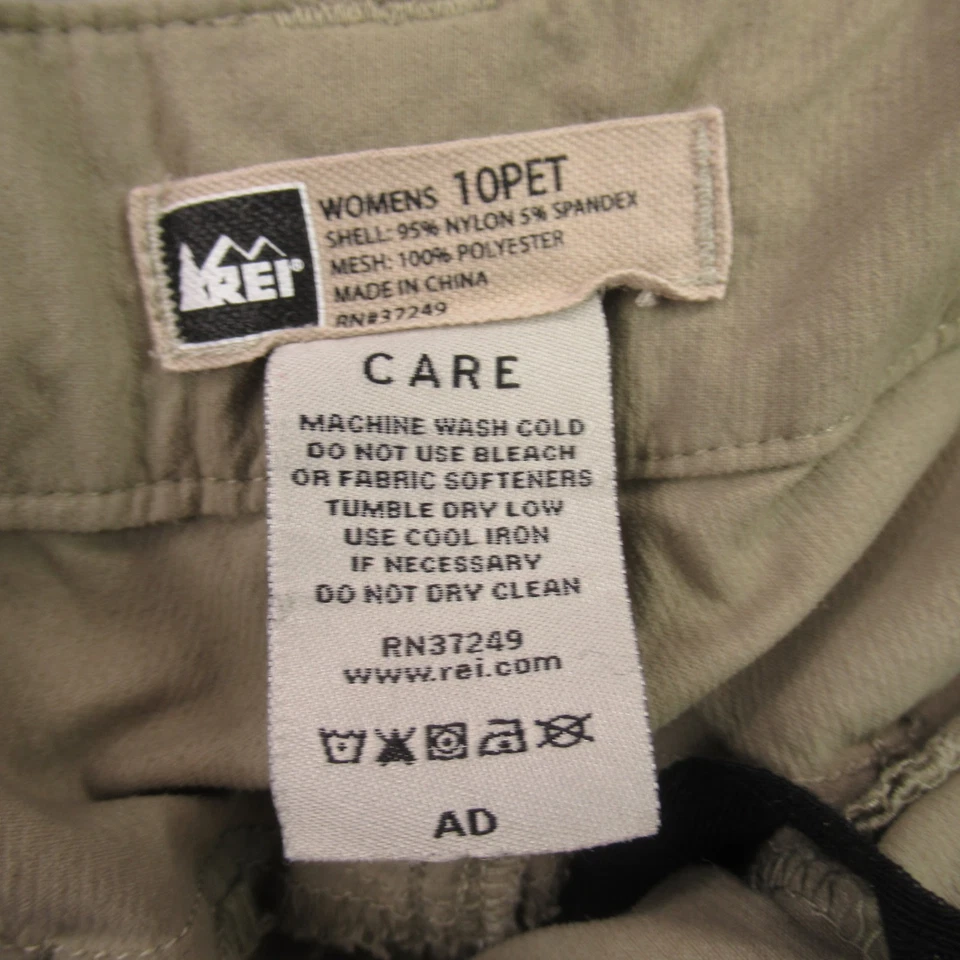 REI®
WOMENS 10PET
SHELL: 95% NYLON 5% SPANDEX
MESH: 100% POLYESTER
MADE IN CHINA
RN#37249
CARE
MACHINE WASH COLD
DO NOT USE BLEACH
OR FABRIC SOFTENERS
TUMBLE DRY LOW
USE COOL IRON
IF NECESSARY
DO NOT DRY CLEAN
RN37249
www.rei.com
AD